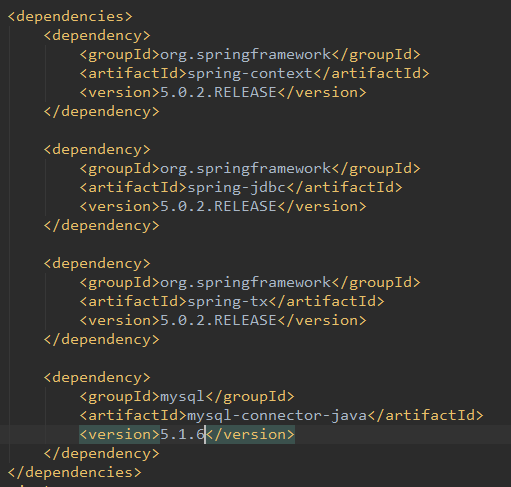 <dependencies>
    <dependency>
        <groupId>org.springframework</groupId>
        <artifactId>spring-context</artifactId>
        <version>5.0.2.RELEASE</version>
    </dependency>

    <dependency>
        <groupId>org.springframework</groupId>
        <artifactId>spring-jdbc</artifactId>
        <version>5.0.2.RELEASE</version>
    </dependency>

    <dependency>
        <groupId>org.springframework</groupId>
        <artifactId>spring-tx</artifactId>
        <version>5.0.2.RELEASE</version>
    </dependency>

    <dependency>
        <groupId>mysql</groupId>
        <artifactId>mysql-connector-java</artifactId>
        <version>5.1.6</version>
    </dependency>
</dependencies>